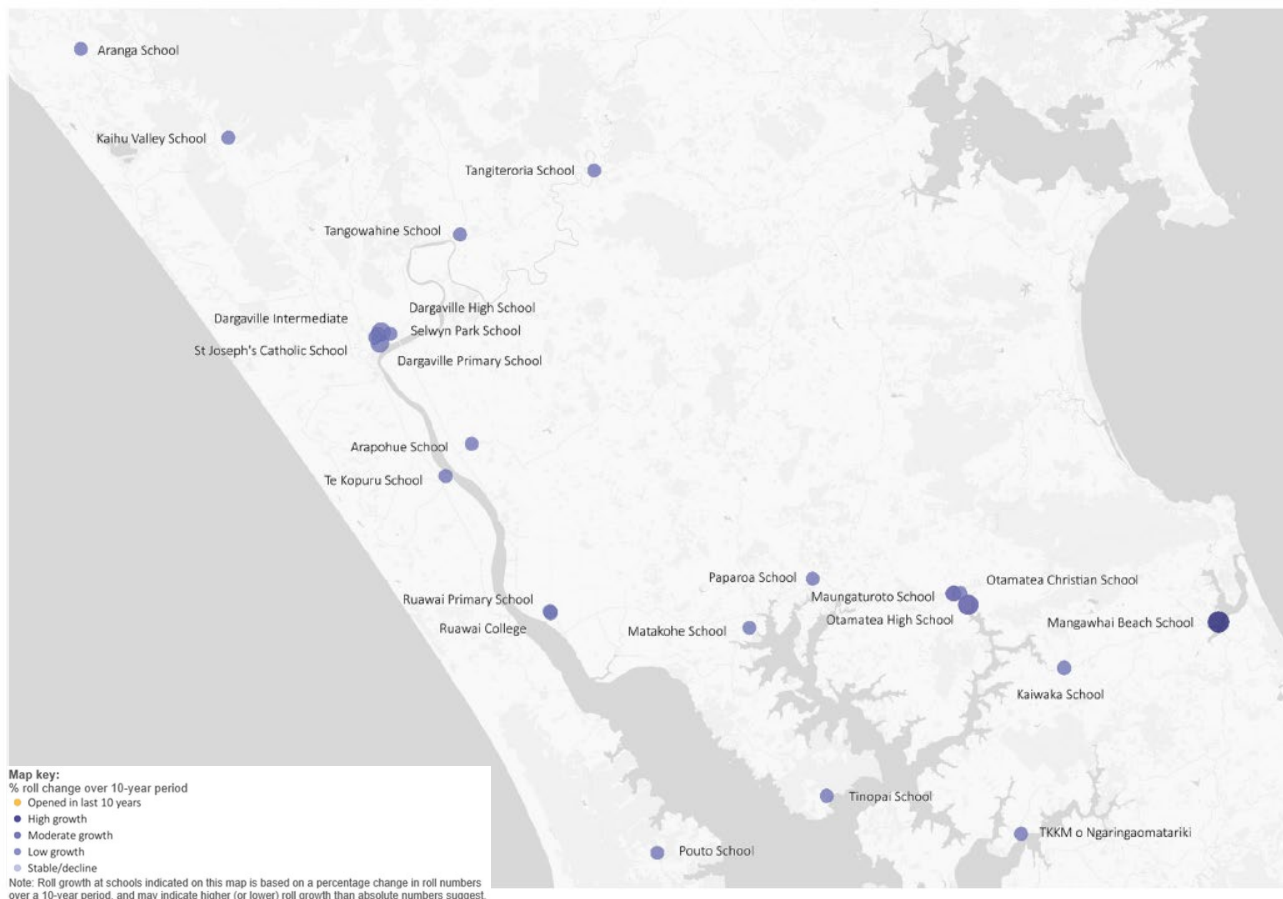 Aranga School
Kaihu Valley School
Tangiteroria School
Tangowahine School
Dargaville High School
Dargaville Intermediate
Selwyn Park School
St Joseph's Catholic School
Dargaville Primary School
Arapohue School
Te Kopuru School
Paparoa School
Otamatea Christian School
Maungaturoto School
Ruawai Primary School
Otamatea High School
Mangawhai Beach School
Ruawai College
Matakohe School
Kaiwaka School
Tinopai School
TKKM o Ngaringaomatariki
Pouto School
Map key:
% roll change over 10-year period
Opened in last 10 years
High growth
Moderate growth
Low growth
Stable/decline
Note: Roll growth at schools indicated on this map is based on a percentage change in roll numbers
over a 10-year period, and may indicate higher (or lower) roll growth than absolute numbers suggest.